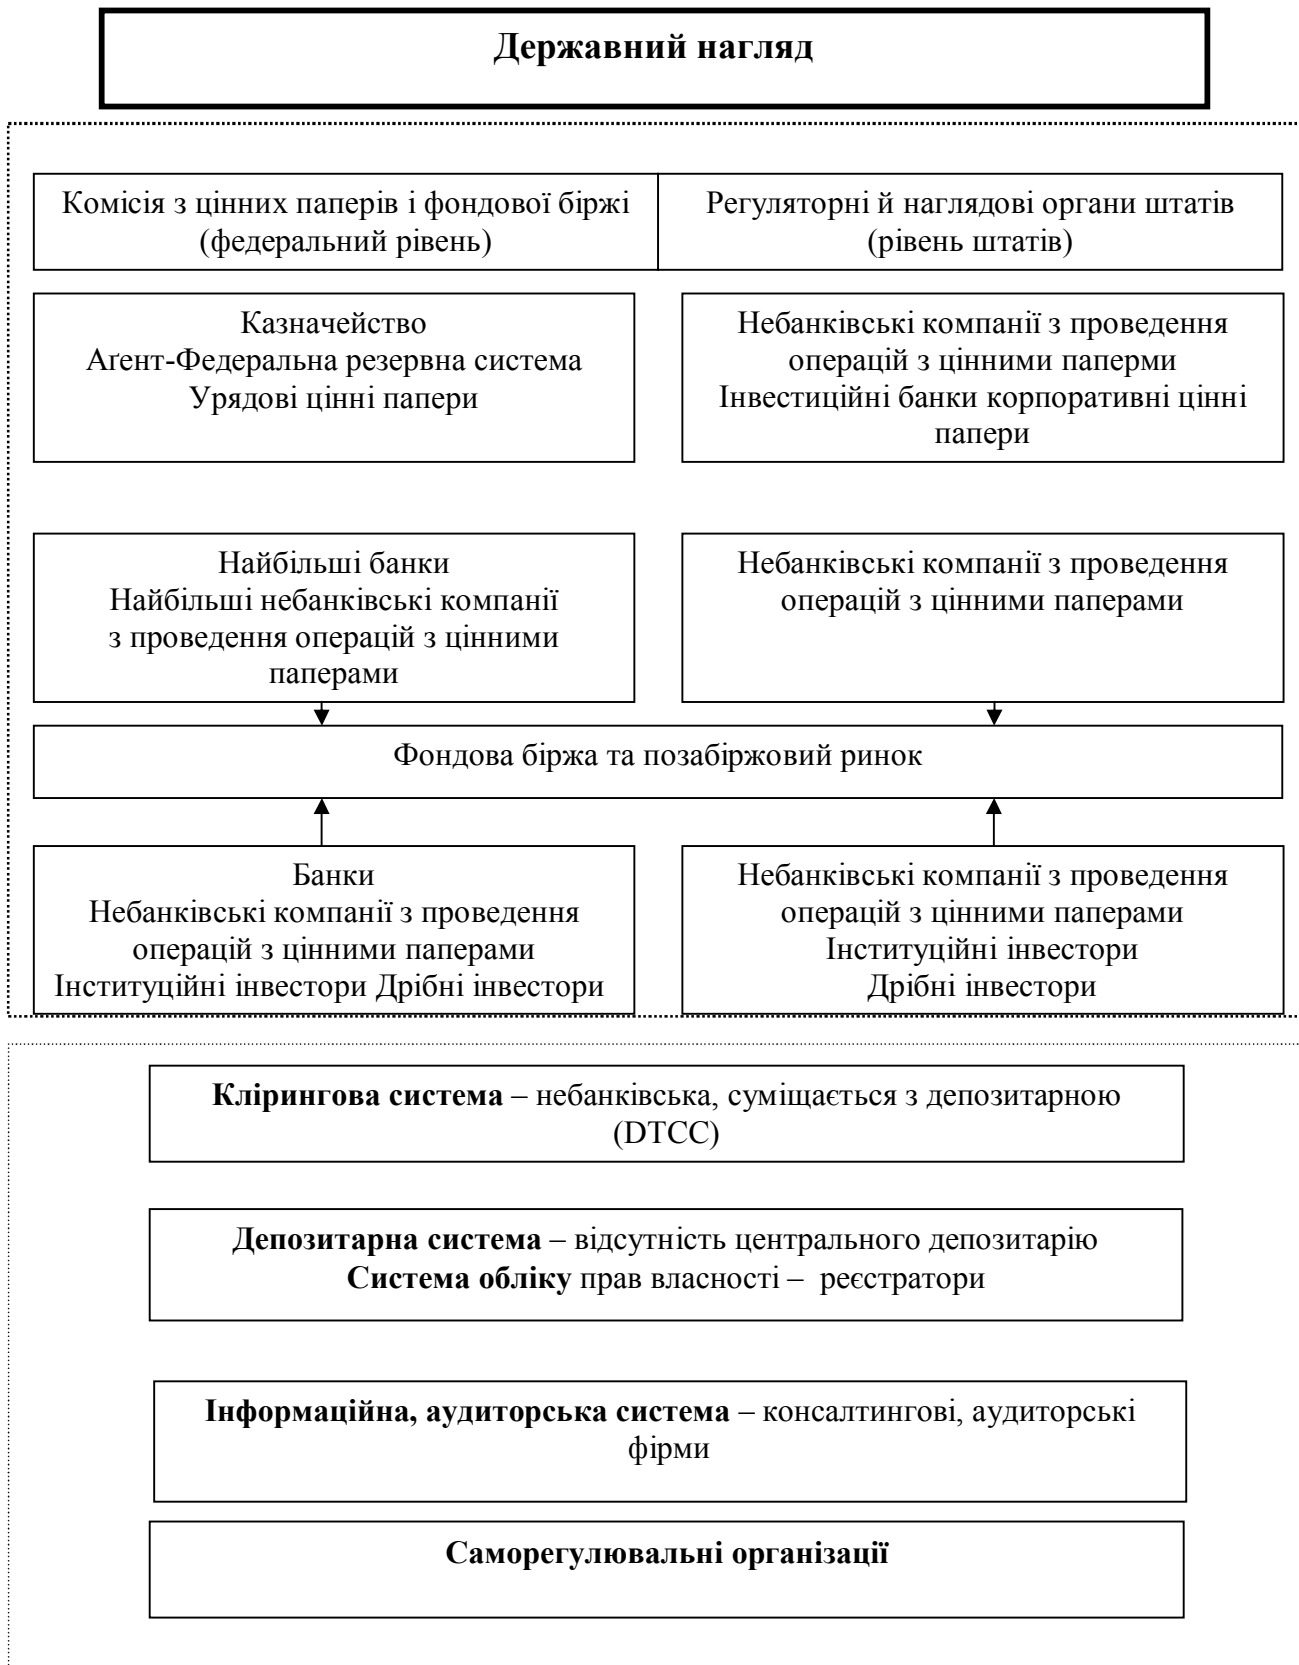 Державний нагляд
Комісія з цінних паперів і фондової біржі
(федеральний рівень)
Регуляторні й наглядові органи штатів
(рівень штатів)
Казначейство
Аґент-Федеральна резервна система
Урядові цінні папери
Небанківські компанії з проведення
операцій з цінними паперми
Інвестиційні банки корпоративні цінні
папери
Найбільші банки
Найбільші небанківські компанії
з проведення операцій з цінними
паперами
Небанківські компанії з проведення
операцій з цінними паперами
Фондова біржа та позабіржовий ринок
Банки
Небанківські компанії з проведення
операцій з цінними паперами
Інституційні інвестори Дрібні інвестори
Небанківські компанії з проведення
операцій з цінними паперами
Інституційні інвестори
Дрібні інвестори
Клірингова система – небанківська, суміщається з депозитарною
(DTCC)
Депозитарна система – відсутність центрального депозитарію
Система обліку прав власності – реєстратори
Інформаційна, аудиторська система – консалтингові, аудиторські
фірми
Саморегулювальні організації